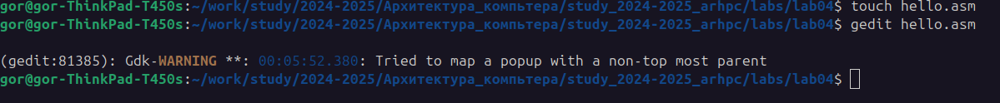 gor@gor-ThinkPad-T450s:~/work/study/2024-2025/Архитектура_компьтера/study_2024-2025_arhpc/labs/lab04$ touch hello.asm
gor@gor-ThinkPad-T450s:~/work/study/2024-2025/Архитектура_компьтера/study_2024-2025_arhpc/labs/lab04$ gedit hello.asm
(gedit:81385): Gdk-WARNING **: 00:05:52.380: Tried to map a popup with a non-top most parent
gor@gor-ThinkPad-T450s:~/work/study/2024-2025/Архитектура_компьтера/study_2024-2025_arhpc/labs/lab04$